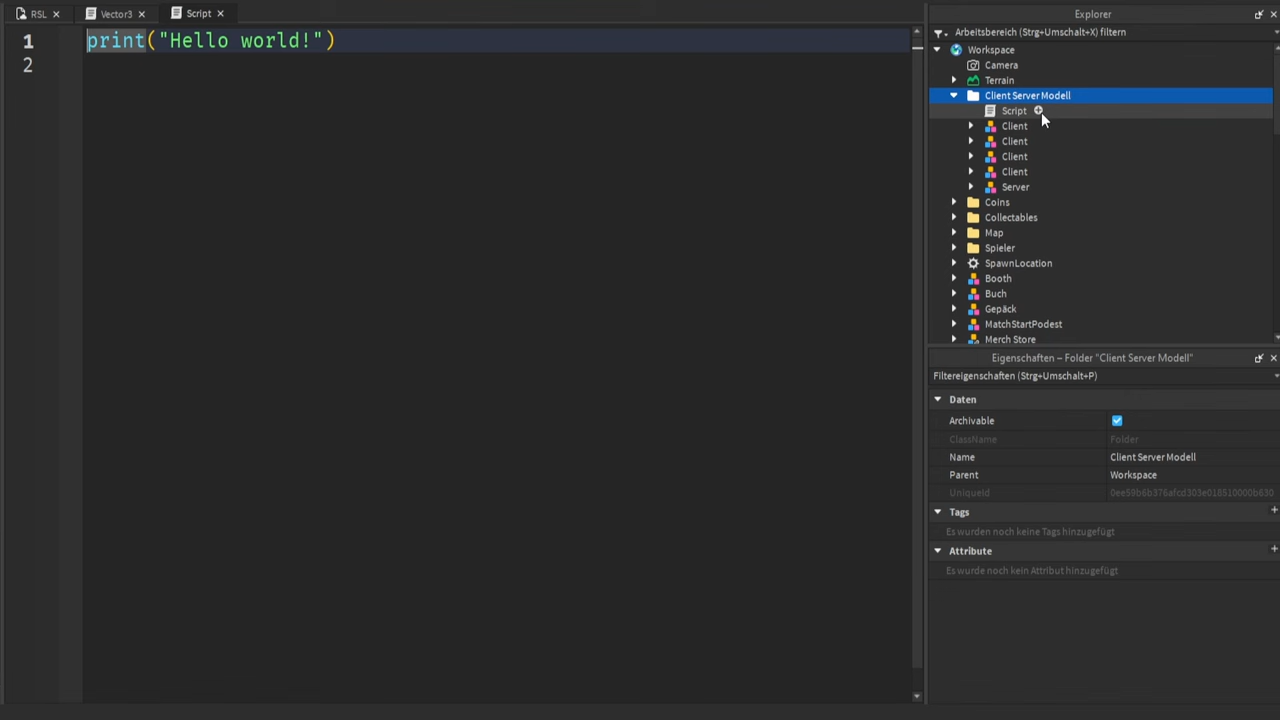 RSL
Vector3
Script
1 print("Hello world!")
2
Explorer
Arbeitsbereich (Strg+Umschalt+X) filtern
Workspace
Camera
Terrain
Client Server Modell
Script
Client
Client
Client
Client
Server
Coins
Collectables
Map
Spieler
SpawnLocation
Booth
Buch
Gepäck
MatchStartPodest
Merch Store
Eigenschaften – Folder "Client Server Modell"
Filtereigenschaften (Strg+Umschalt+P)
Daten
Archivable
ClassName Folder
Name Client Server Modell
Parent Workspace
UniqueId 0ee59b6b376afcd303e018510000b630
Tags
Es wurden noch keine Tags hinzugefügt
Attribute
Es wurde noch kein Attribut hinzugefügt